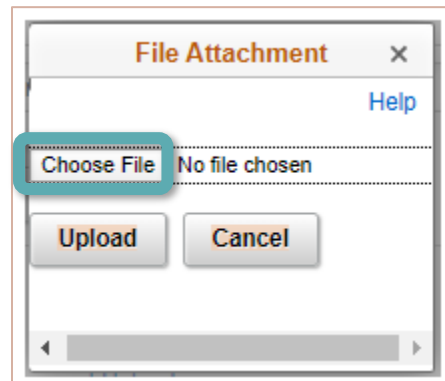 File Attachment ×
Help
Choose File No file chosen
Upload Cancel